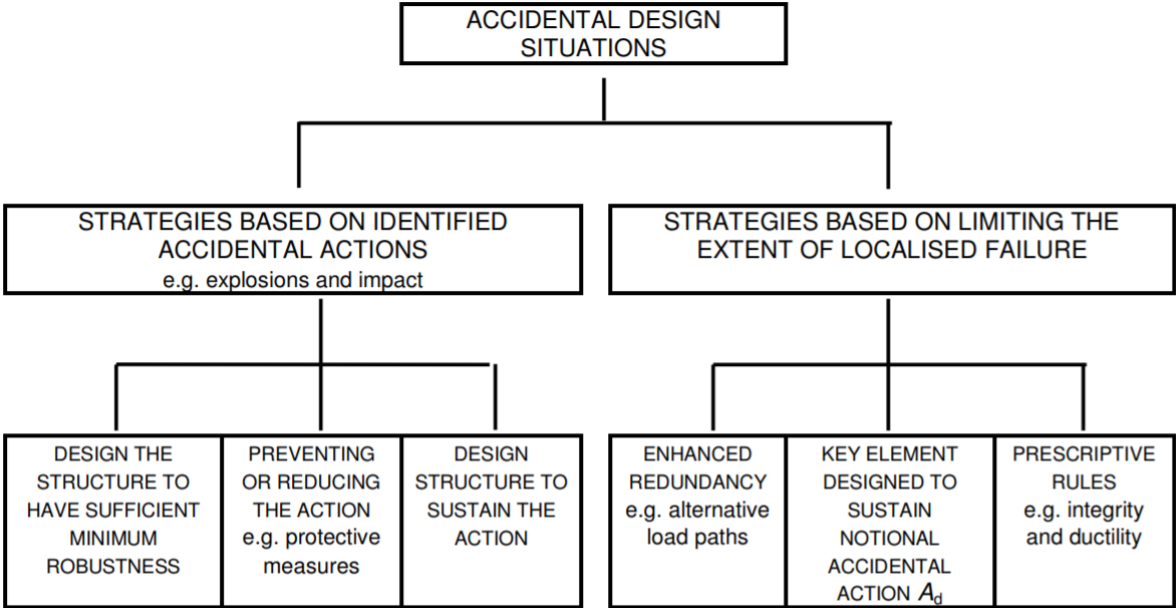 ACCIDENTAL DESIGN
SITUATIONS
STRATEGIES BASED ON IDENTIFIED
ACCIDENTAL ACTIONS
e.g. explosions and impact
STRATEGIES BASED ON LIMITING THE
EXTENT OF LOCALISED FAILURE
DESIGN THE
STRUCTURE TO
HAVE SUFFICIENT
MINIMUM
ROBUSTNESS
PREVENTING
OR REDUCING
THE ACTION
e.g. protective
measures
DESIGN
STRUCTURE TO
SUSTAIN THE
ACTION
ENHANCED
REDUNDANCY
e.g. alternative
load paths
KEY ELEMENT
DESIGNED TO
SUSTAIN
NOTIONAL
ACCIDENTAL
ACTION Ad
PRESCRIPTIVE
RULES
e.g. integrity
and ductility